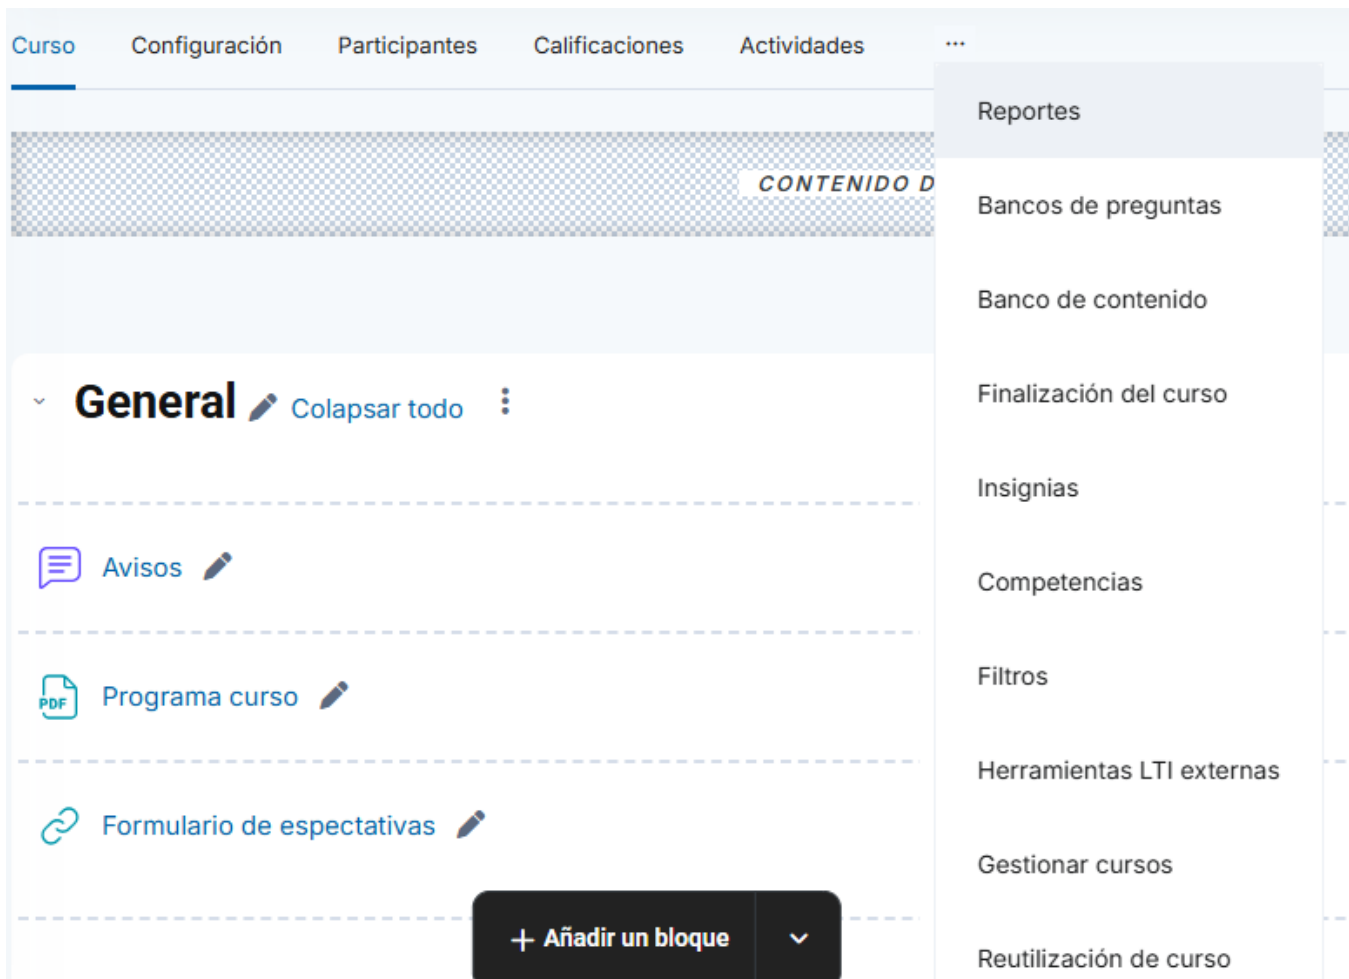 Curso Configuración Participantes Calificaciones Actividades ...
Reportes
CONTENIDO D
Bancos de preguntas
Banco de contenido
Finalización del curso
General Colapsar todo
Insignias
Avisos
Competencias
Filtros
PDF Programa curso
Herramientas LTI externas
Formulario de espectativas
Gestionar cursos
+ Añadir un bloque
Reutilización de curso